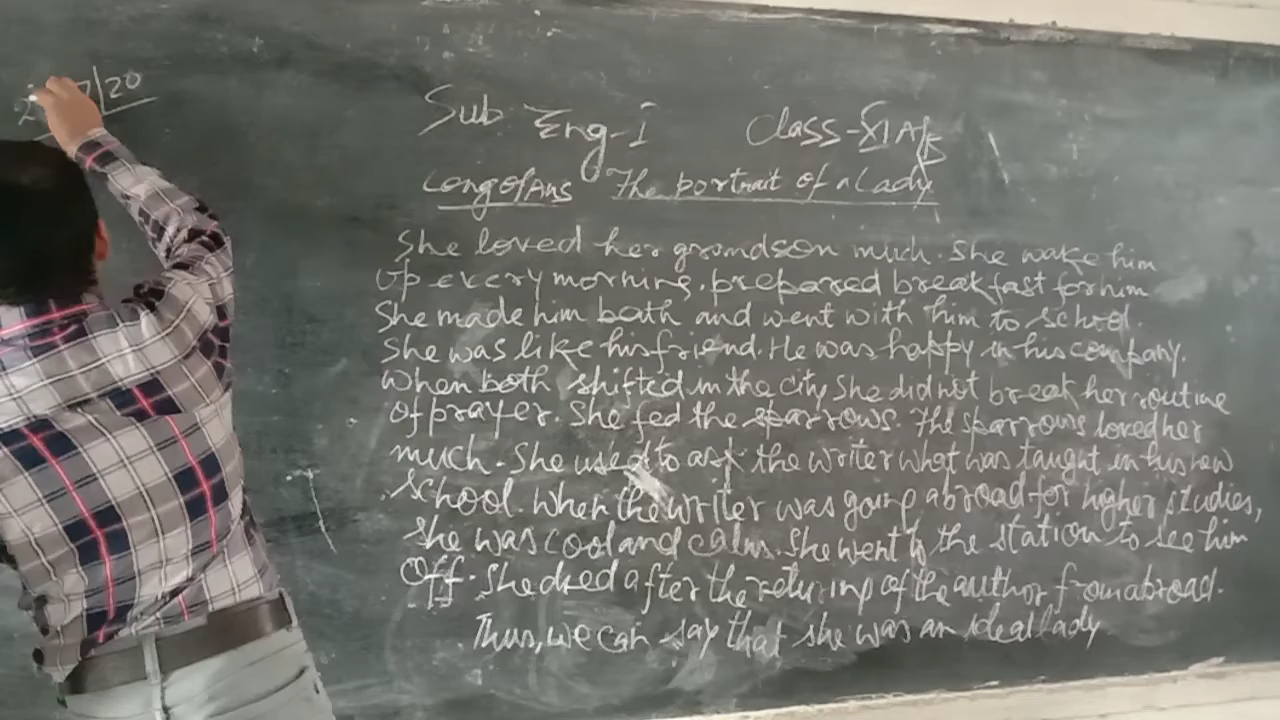 /20
Sub Eng-I Class-XI A/B
Long Ans The portrait of a Lady
She loved her grandson much. She wake him
up every morning. prepared breakfast for him
She made him bath and went with him to school.
She was like his friend. He was happy in his company.
When both shifted in the city She did not break her routine
of prayer. She fed the sparrows. The sparrows loved her
much. She used to ask the writer what was taught in his new
school. When the writer was going abroad for higher studies,
She was cool and calm. She went to the station to see him
Off. She died after the returning of the author from abroad.
Thus, we can say that she was an ideal lady